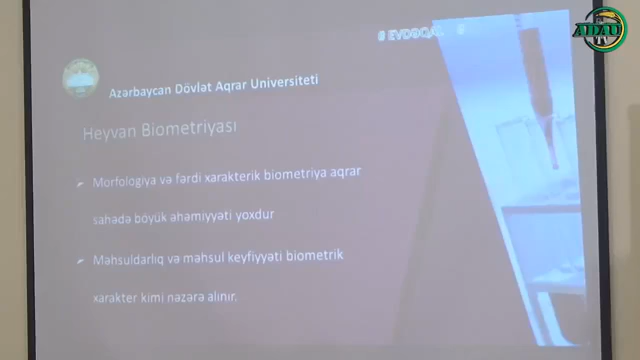 ADAU
TV
Azərbaycan Dövlət Aqrar Universiteti
Heyvan Biometriyası
Morfologiya və fərdi xarakterik biometriya aqrar
sahədə böyük əhəmiyyəti yoxdur
Məhsuldarlıq və məhsul keyfiyyəti biometrik
xarakter kimi nəzərə alınır.